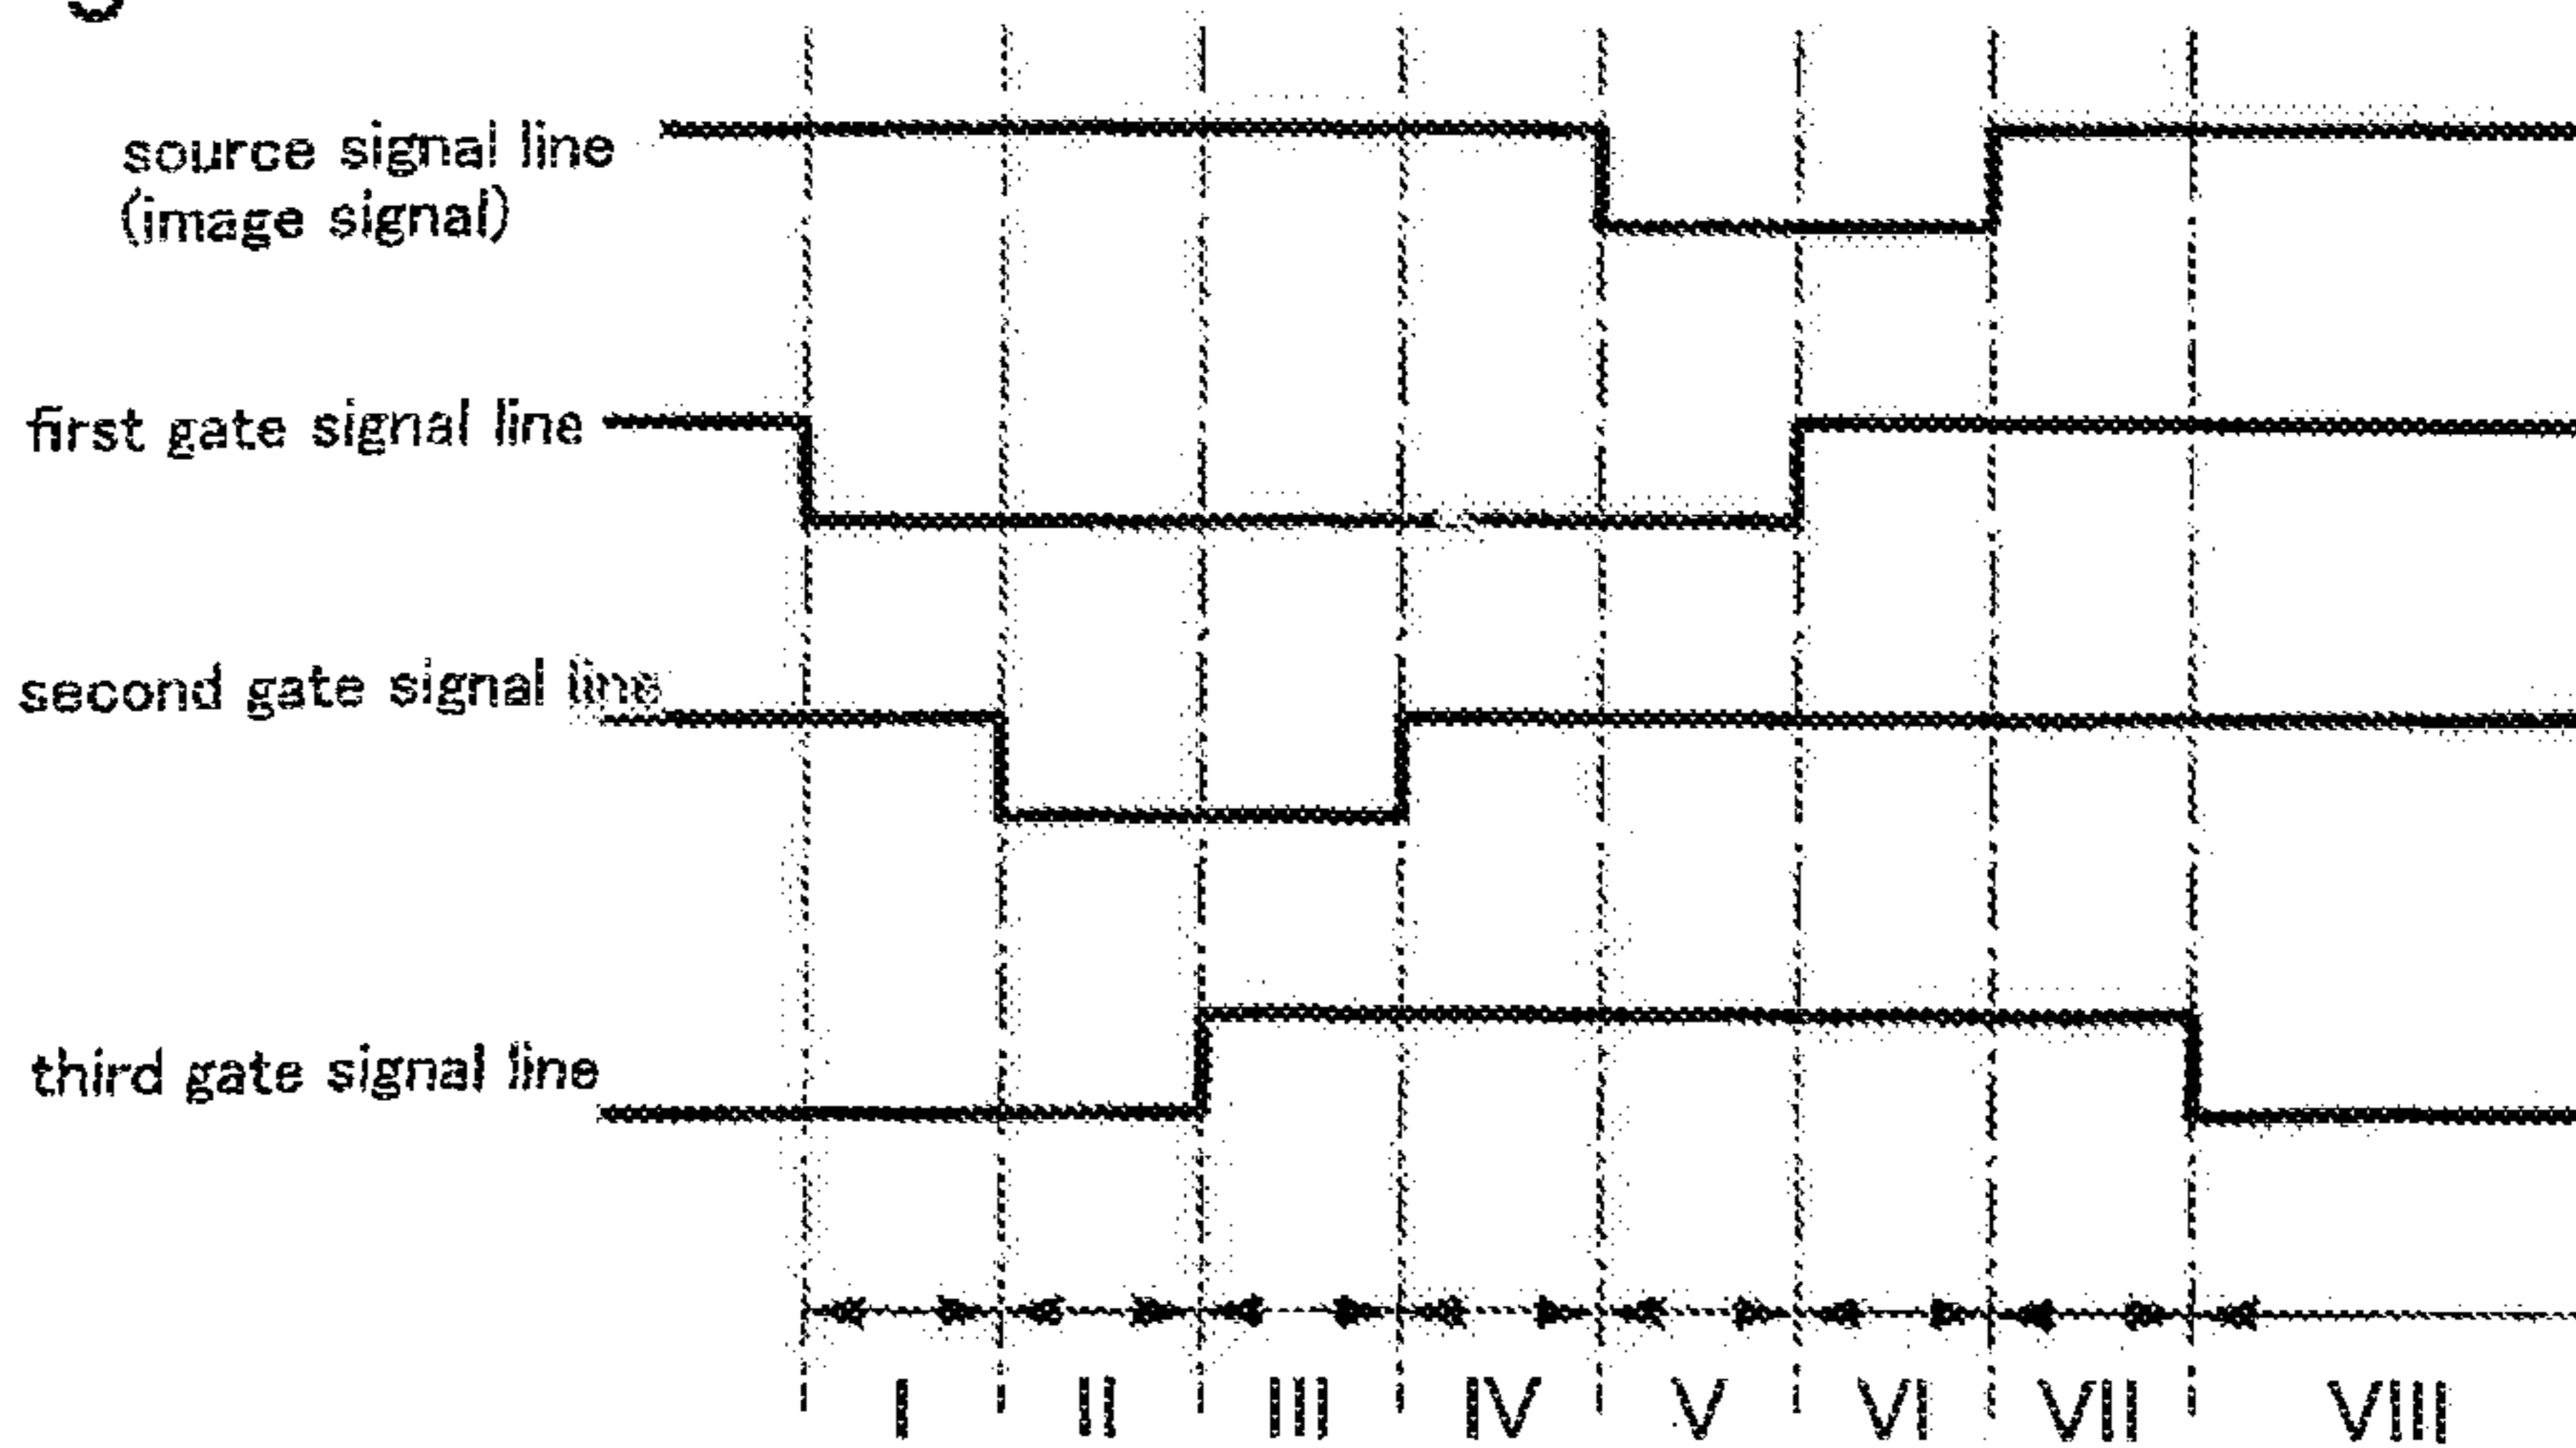 source signal line
(image signal)
first gate signal line
second gate signal line
third gate signal line
I II III IV V VI VII VIII